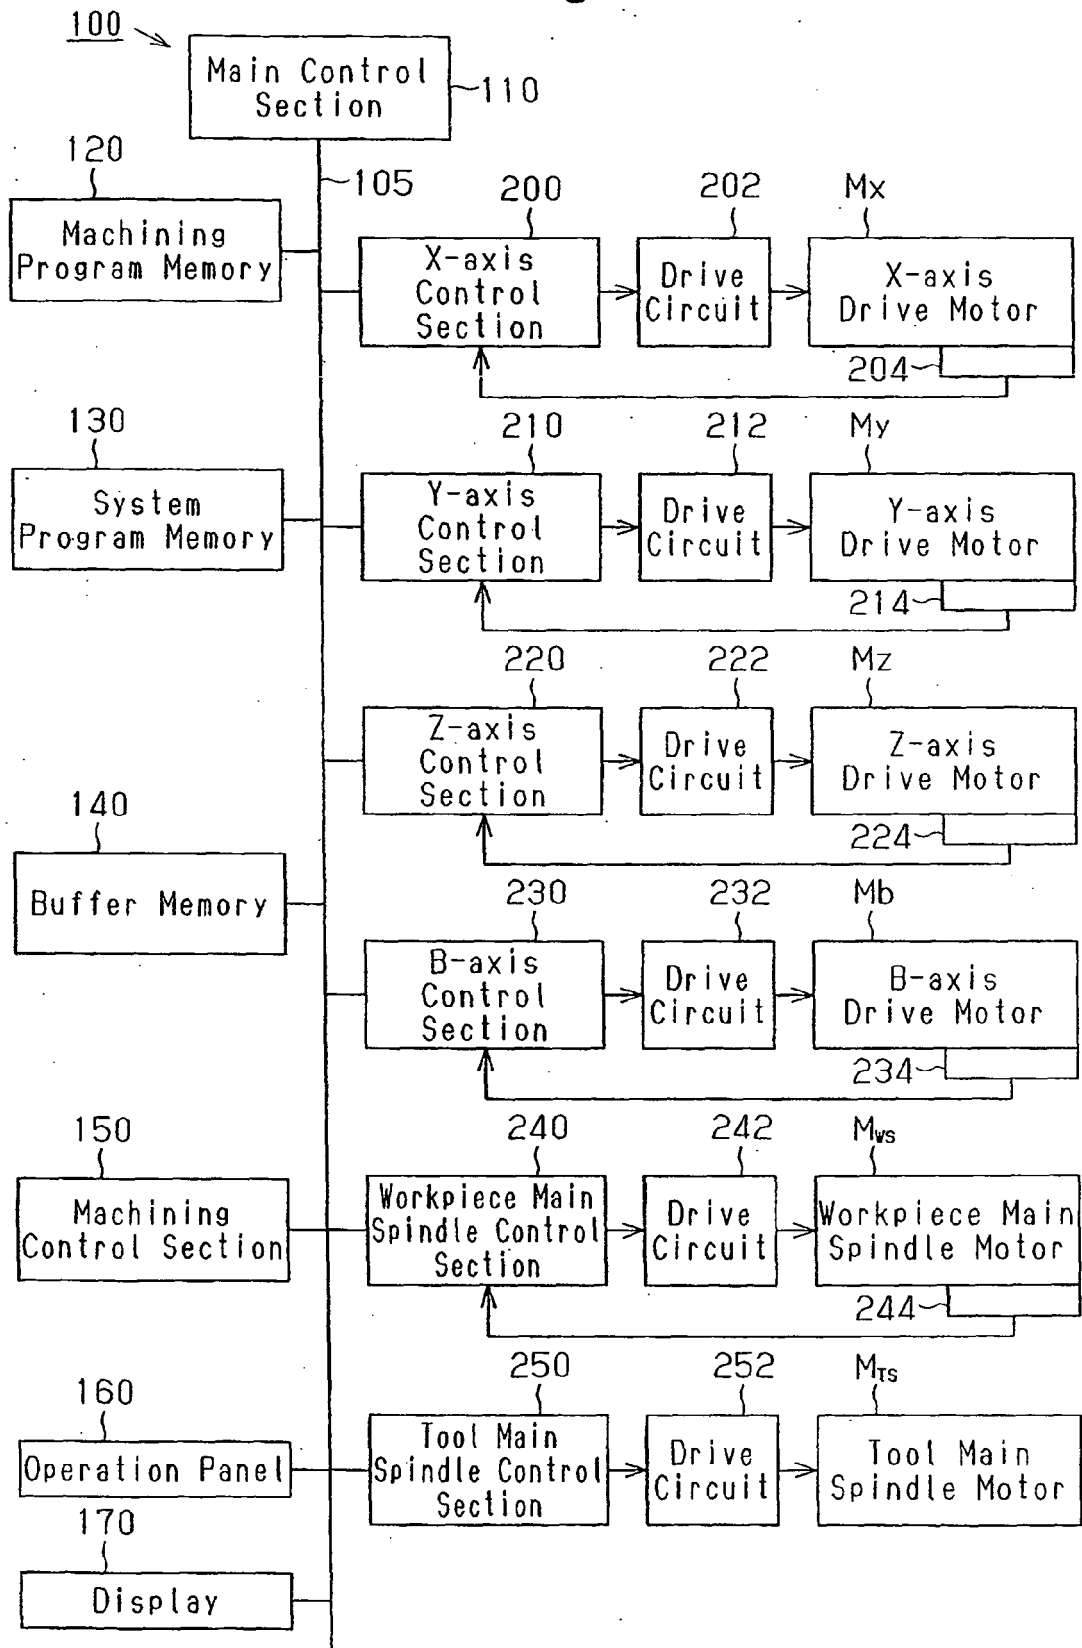 100
Main Control
Section
110
120
105
Machining
Program Memory
200
202
Mx
X-axis
Control
Section
Drive
Circuit
X-axis
Drive Motor
204
130
System
Program Memory
210
212
My
Y-axis
Control
Section
Drive
Circuit
Y-axis
Drive Motor
214
220
222
Mz
Z-axis
Control
Section
Drive
Circuit
Z-axis
Drive Motor
224
140
Buffer Memory
230
232
Mb
B-axis
Control
Section
Drive
Circuit
B-axis
Drive Motor
234
150
Machining
Control Section
240
242
Mws
Workpiece Main
Spindle Control
Section
Drive
Circuit
Workpiece Main
Spindle Motor
244
160
Operation Panel
250
252
MTS
Tool Main
Spindle Control
Section
Drive
Circuit
Tool Main
Spindle Motor
170
Display